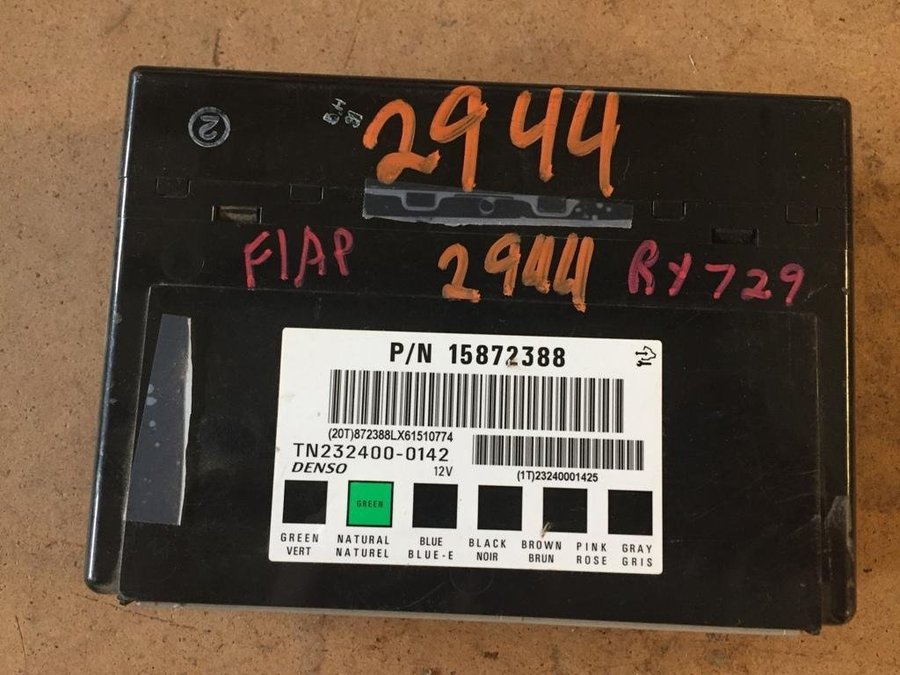 2
2944
F1AP 2944 RY729
P/N 15872388
(20T)872388LX61510774
TN232400-0142
DENSO 12V
(1T)23240001425
GREEN
GREEN NATURAL BLUE BLACK BROWN PINK GRAY
VERT NATUREL BLUE-E NOIR BRUN ROSE GRIS